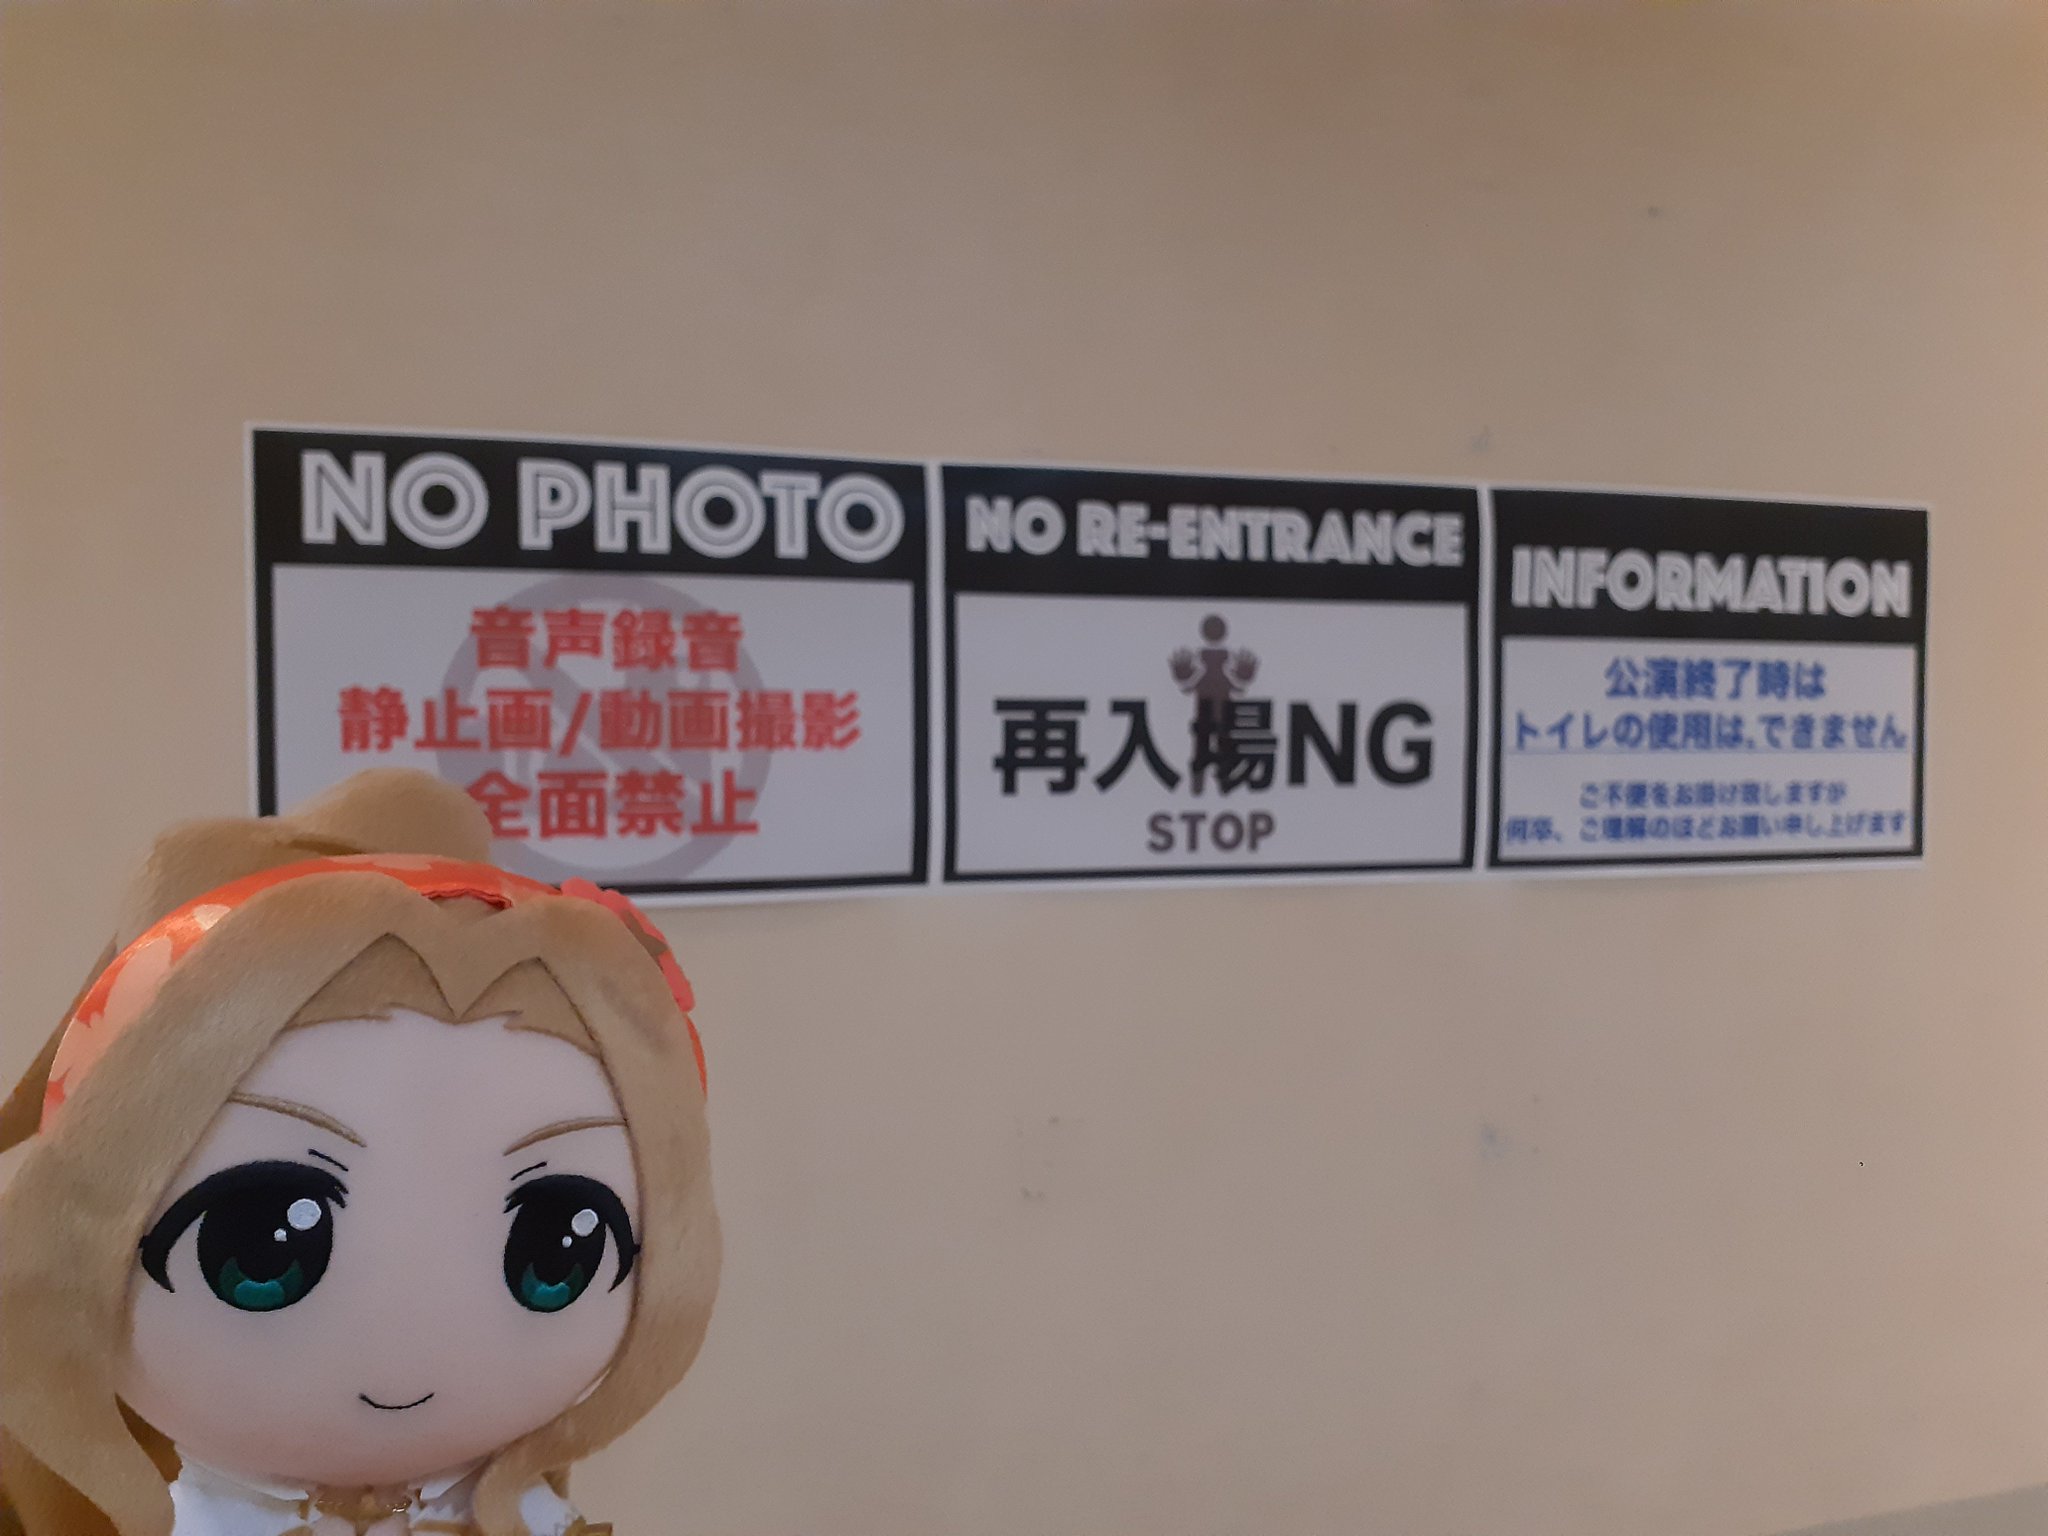 NO PHOTO
音声録音
静止画/動画撮影
全面禁止
NO RE-ENTRANCE
再入場NG
STOP
INFORMATION
公演終了時は
トイレの使用は、できません
ご不便をお掛け致しますが
何卒、ご理解のほどお願い申し上げます